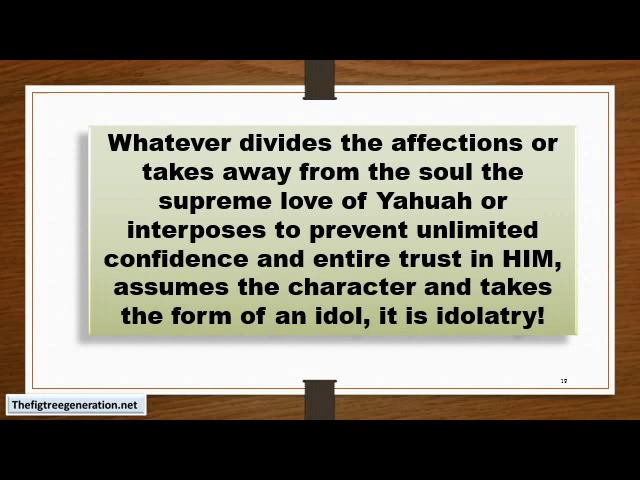 Whatever divides the affections or
takes away from the soul the
supreme love of Yahuah or
interposes to prevent unlimited
confidence and entire trust in HIM,
assumes the character and takes
the form of an idol, it is idolatry!
Thefigtreegeneration.net